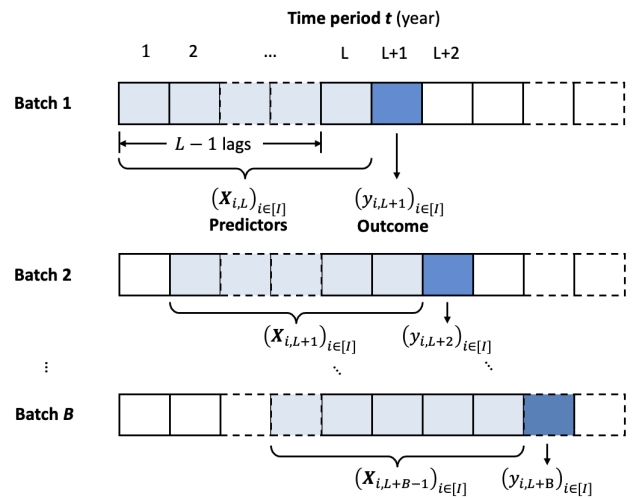 Time period t (year)
1 2 ... L L+1 L+2
Batch 1
L − 1 lags
(X_{i,L})_{i∈[I]} (y_{i,L+1})_{i∈[I]}
Predictors Outcome
Batch 2
(X_{i,L+1})_{i∈[I]} (y_{i,L+2})_{i∈[I]}
⋮ ⋱ ⋱
Batch B
(X_{i,L+B−1})_{i∈[I]} (y_{i,L+B})_{i∈[I]}